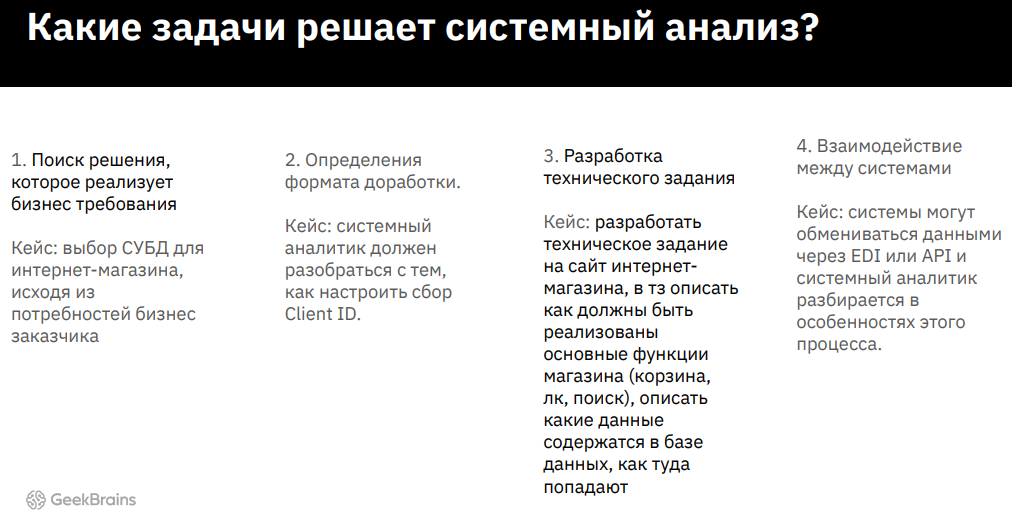 Какие задачи решает системный анализ?
1. Поиск решения,
которое реализует
бизнес требования
Кейс: выбор СУБД для
интернет-магазина,
исходя из
потребностей бизнес
заказчика
2. Определения
формата доработки.
Кейс: системный
аналитик должен
разобраться с тем,
как настроить сбор
Client ID.
3. Разработка
технического задания
Кейс: разработать
техническое задание
на сайт интернет-
магазина, в тз описать
как должны быть
реализованы
основные функции
магазина (корзина,
лк, поиск), описать
какие данные
содержатся в базе
данных, как туда
попадают
4. Взаимодействие
между системами
Кейс: системы могут
обмениваться данными
через EDI или API и
системный аналитик
разбирается в
особенностях этого
процесса.
GeekBrains